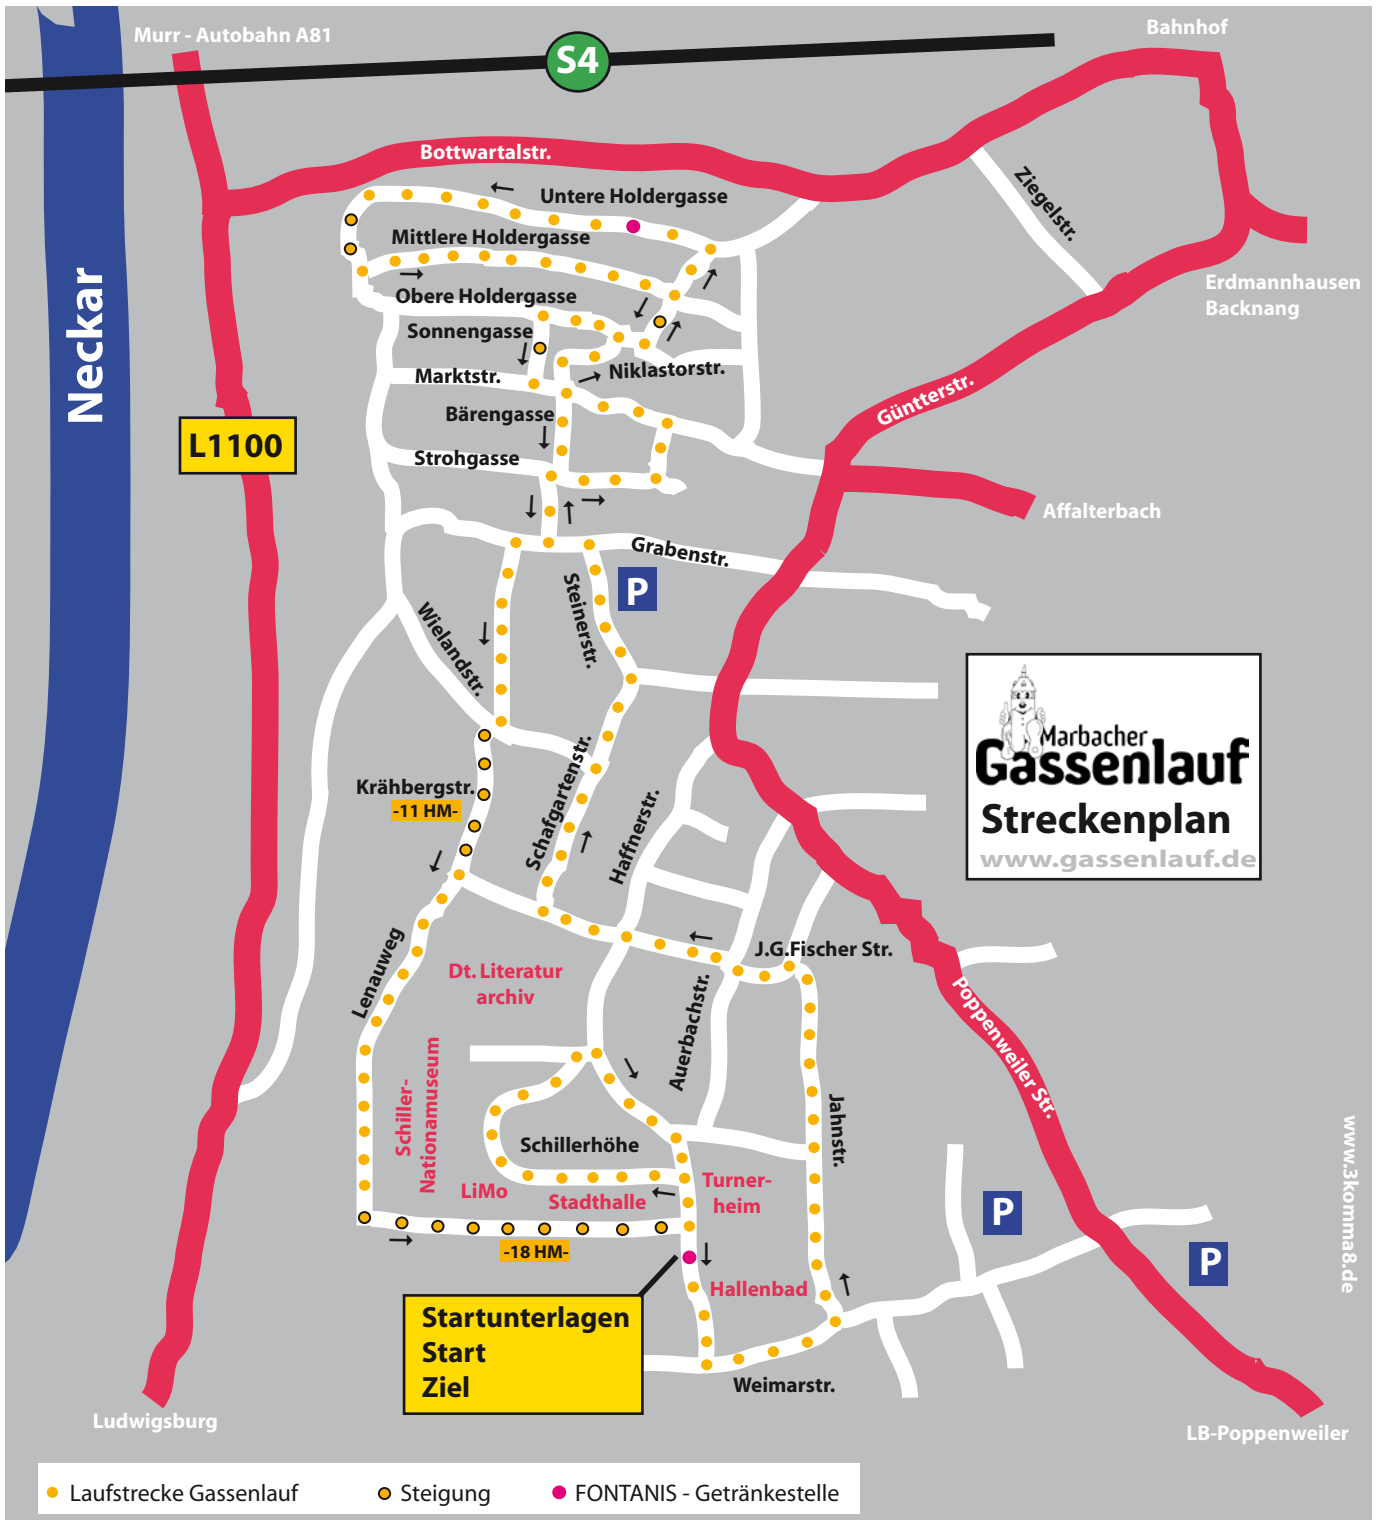 Murr - Autobahn A81
Bahnhof
S4
Bottwartalstr.
Ziegelstr.
Untere Holdergasse
Mittlere Holdergasse
Erdmannhausen
Backnang
Neckar
Obere Holdergasse
Sonnengasse
Niklastorstr.
Marktstr.
Güntterstr.
Bärengasse
L1100
Strohgasse
Affalterbach
Grabenstr.
P
Steinerstr.
Wielandstr.
Marbacher
Gassenlauf
Streckenplan
www.gassenlauf.de
Krähbergstr.
-11 HM-
Schafgartenstr.
Haffnerstr.
J.G.Fischer Str.
Lenauweg
Dt. Literatur
archiv
Auerbachstr.
Poppenweiler Str.
Schiller-
Nationamuseum
Jahnstr.
Schillerhöhe
LiMo
Stadthalle
Turner-
heim
-18 HM-
P
P
www.3komma8.de
Hallenbad
Startunterlagen
Start
Ziel
Weimarstr.
Ludwigsburg
LB-Poppenweiler
Laufstrecke Gassenlauf
Steigung
FONTANIS - Getränkestelle